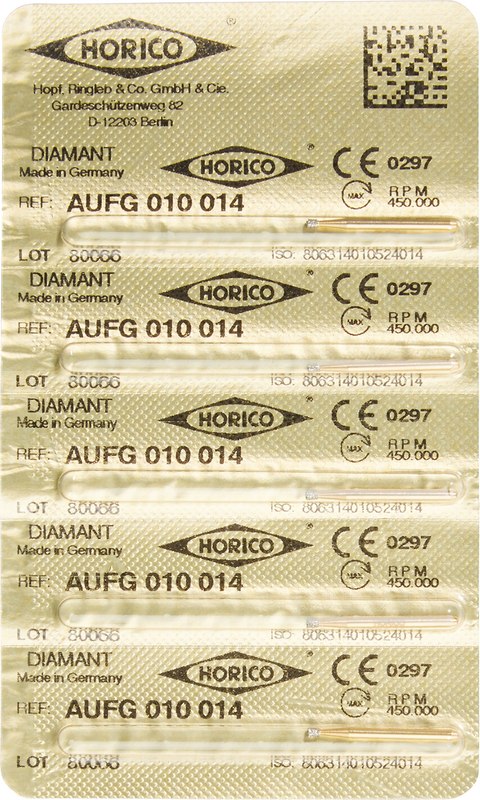 HORICO ®
Hopf, Ringleb & Co. GmbH & Cie.
Gardeschützenweg 82
D-12203 Berlin
DIAMANT HORICO ® CE 0297
Made in Germany
MAX RPM
REF: AUFG 010 014 450.000
LOT 80066 ISO: 806314010524014
DIAMANT HORICO ® CE 0297
Made in Germany
MAX RPM
REF: AUFG 010 014 450.000
LOT 80066 ISO: 806314010524014
DIAMANT HORICO ® CE 0297
Made in Germany
MAX RPM
REF: AUFG 010 014 450.000
LOT 80066 ISO: 806314010524014
DIAMANT HORICO ® CE 0297
Made in Germany
MAX RPM
REF: AUFG 010 014 450.000
LOT 80066 ISO: 806314010524014
DIAMANT HORICO ® CE 0297
Made in Germany
MAX RPM
REF: AUFG 010 014 450.000
LOT 80066 ISO: 806314010524014